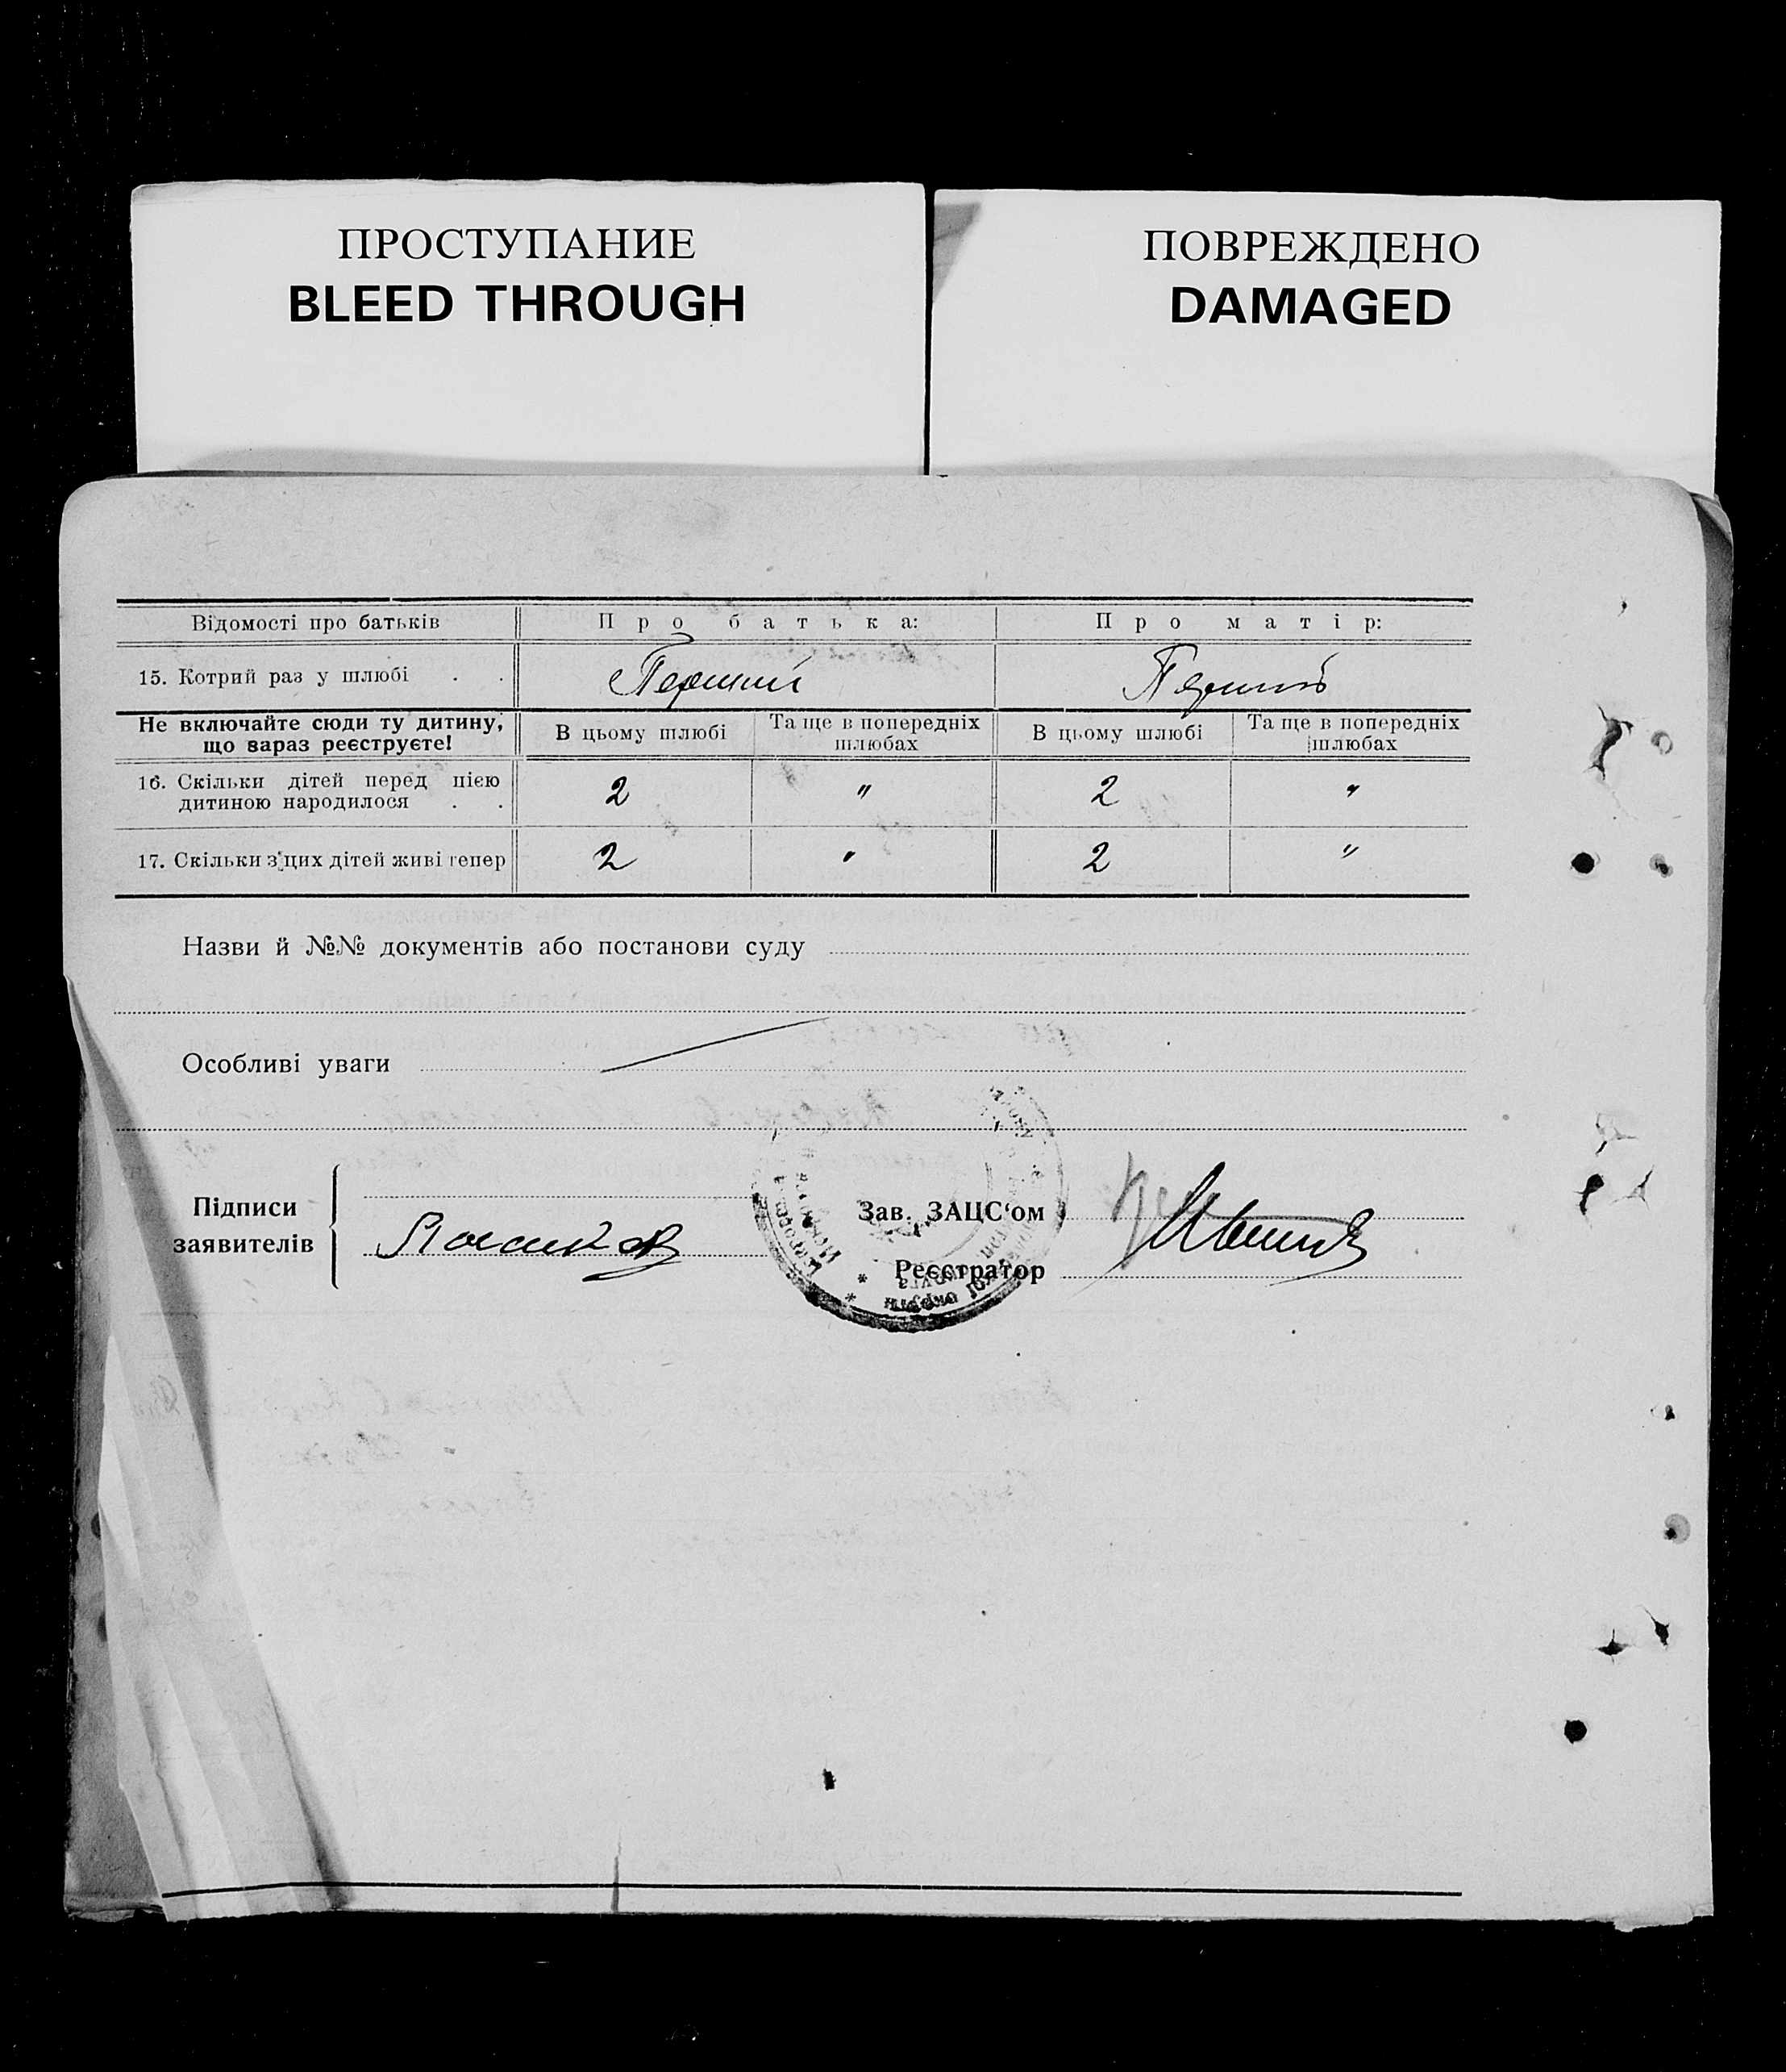 ПРОСТУПАНИЕ
BLEED THROUGH
ПОВРЕЖДЕНО
DAMAGED
Відомості про батьків Про батька: Про матір:
15. Котрий раз у шлюбі . . Перший Перший
Не включайте сюди ту дитину, що вараз реєструєте! В цьому шлюбі Та ще в попередніх шлюбах В цьому шлюбі Та ще в попередніх шлюбах
16. Скільки дітей перед цією дитиною народилося . . 2 " 2 "
17. Скільки з цих дітей живі тепер 2 " 2 "
Назви й №№ документів або постанови суду
Особливі уваги
Підписи заявителів
Зав. ЗАЦС‘ом
Реєстратор